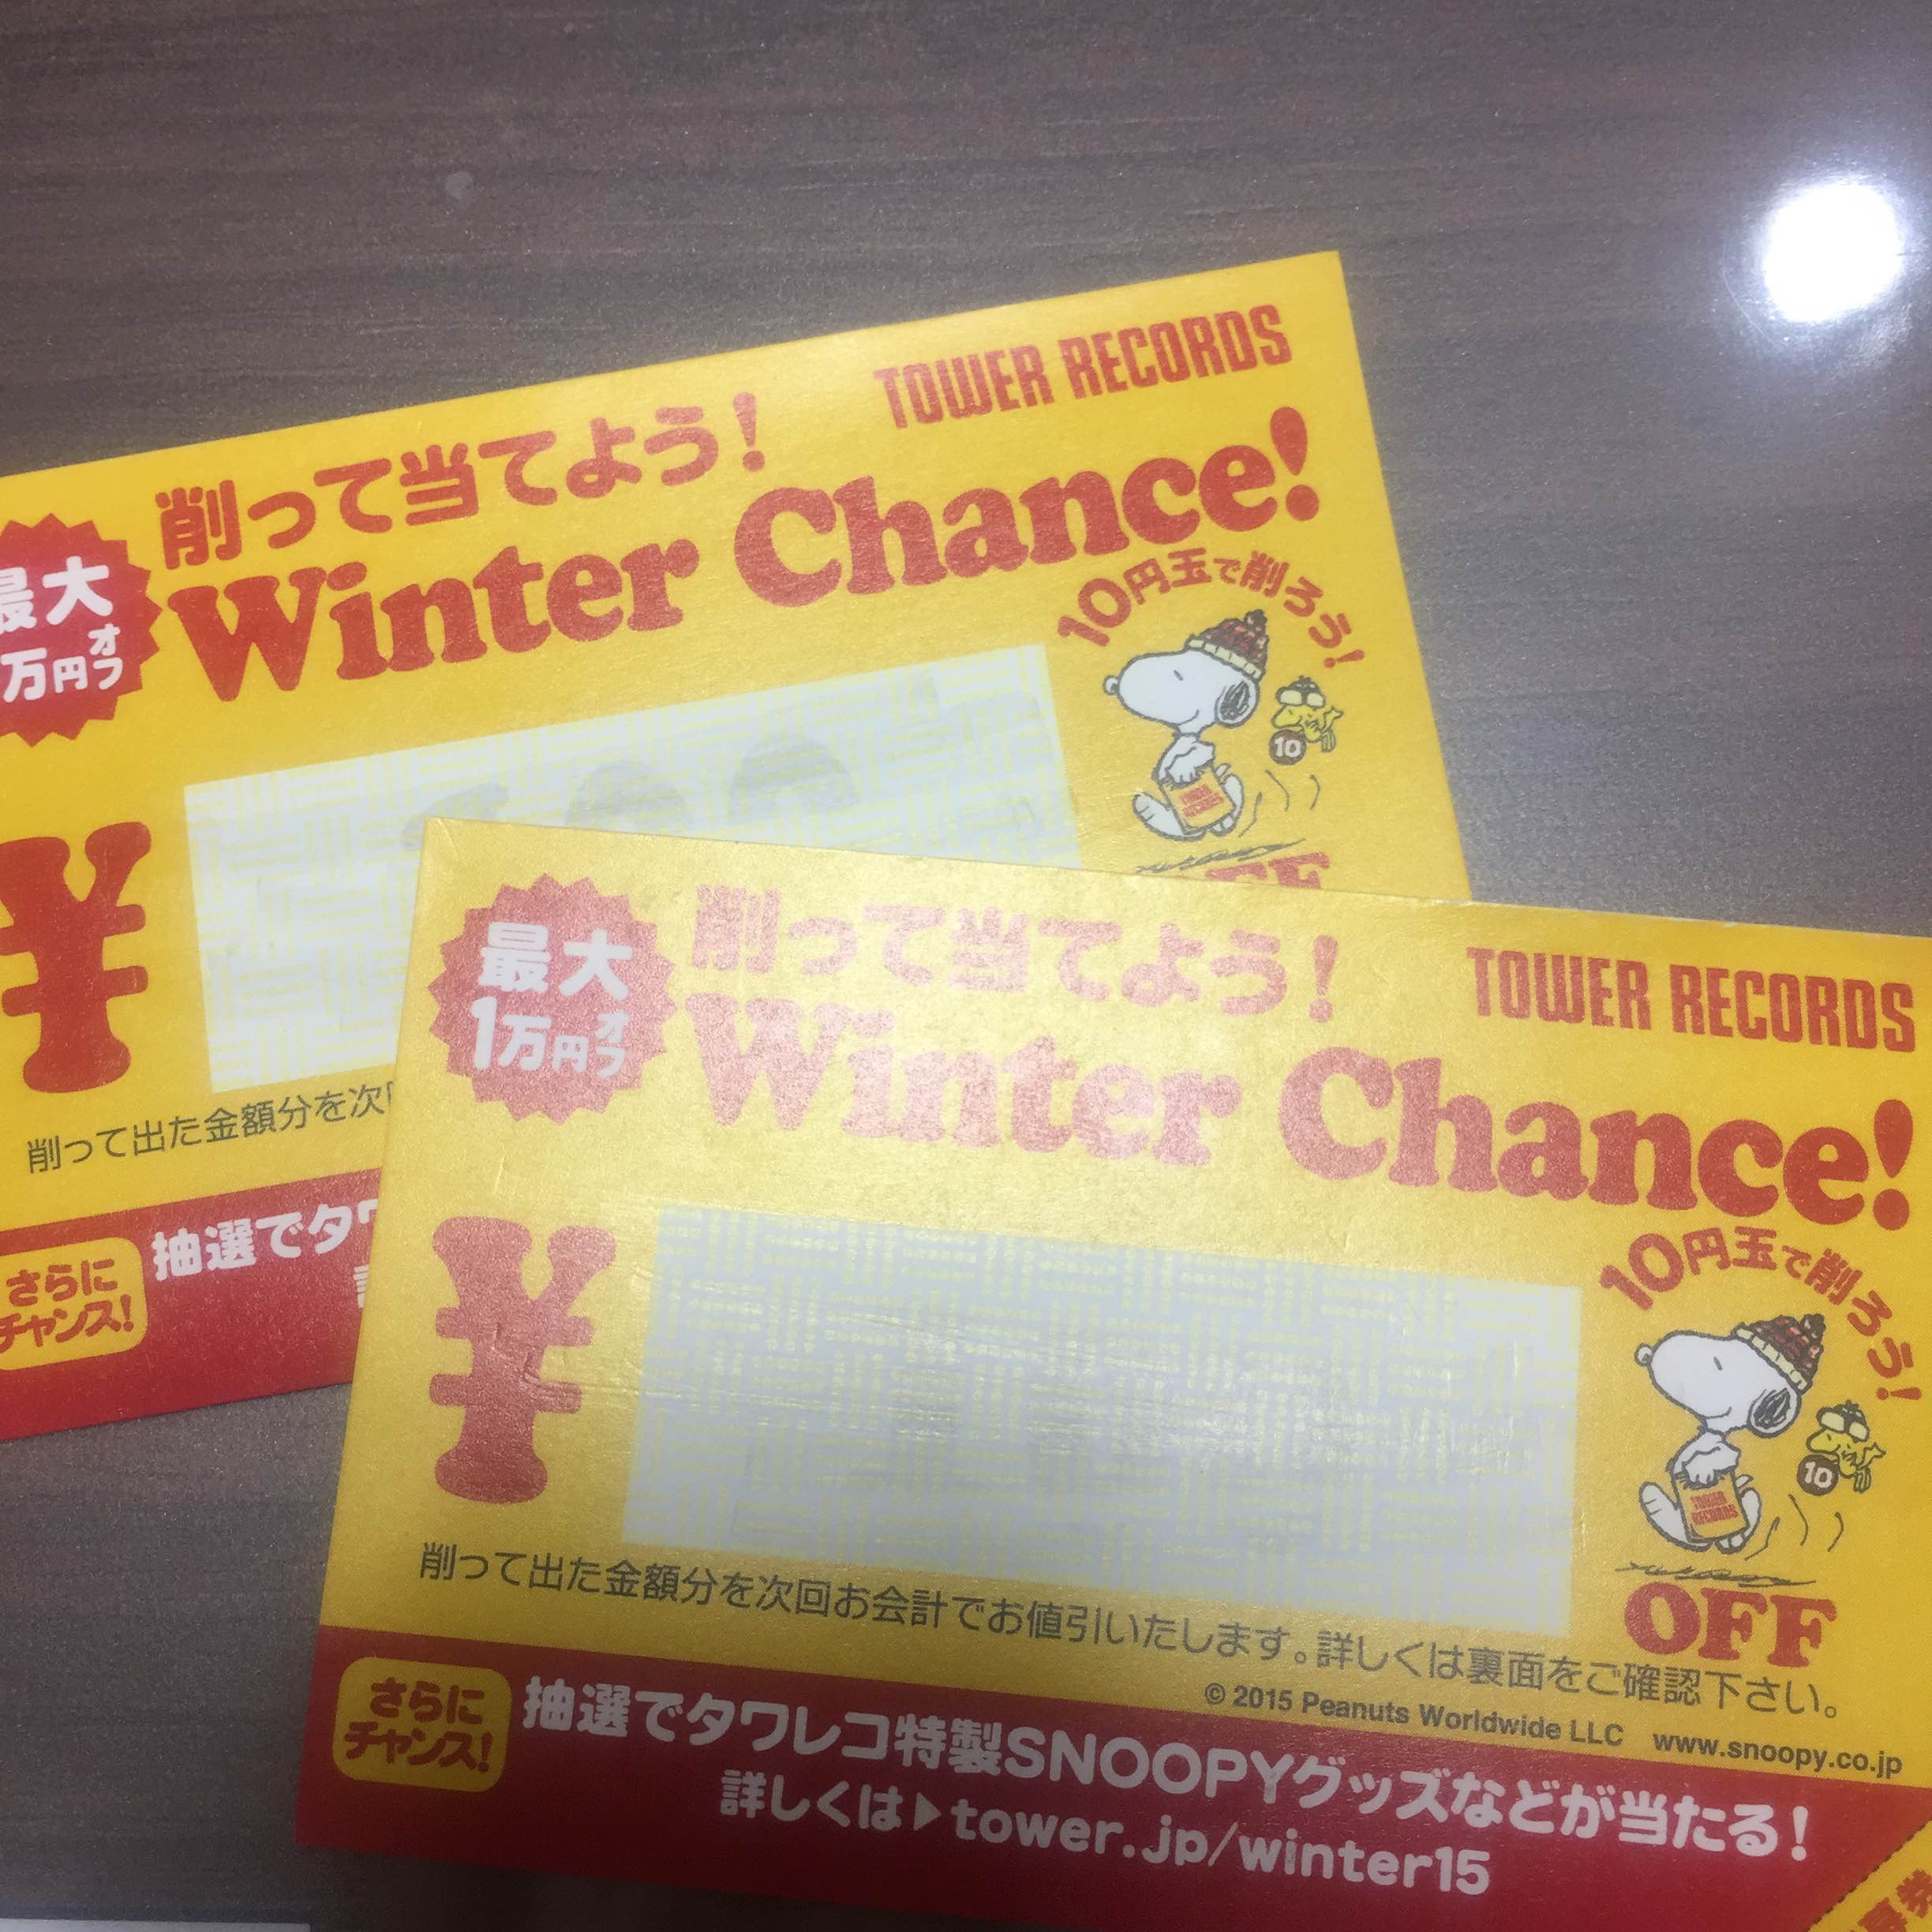 TOWER RECORDS
削って当てよう!
Winter Chance!
最大
万円オフ
10円玉で削ろう!
10
TOWER RECORDS
¥
OFF
削って出た金額分を次
さらに
チャンス!
抽選でタワ
TOWER RECORDS
削って当てよう!
Winter Chance!
最大
1万円オフ
10円玉で削ろう!
10
TOWER RECORDS
¥
OFF
削って出た金額分を次回お会計でお値引いたします。詳しくは裏面をご確認下さい。
© 2015 Peanuts Worldwide LLC www.snoopy.co.jp
さらに
チャンス!
抽選でタワレコ特製SNOOPYグッズなどが当たる!
詳しくは▶tower.jp/winter15